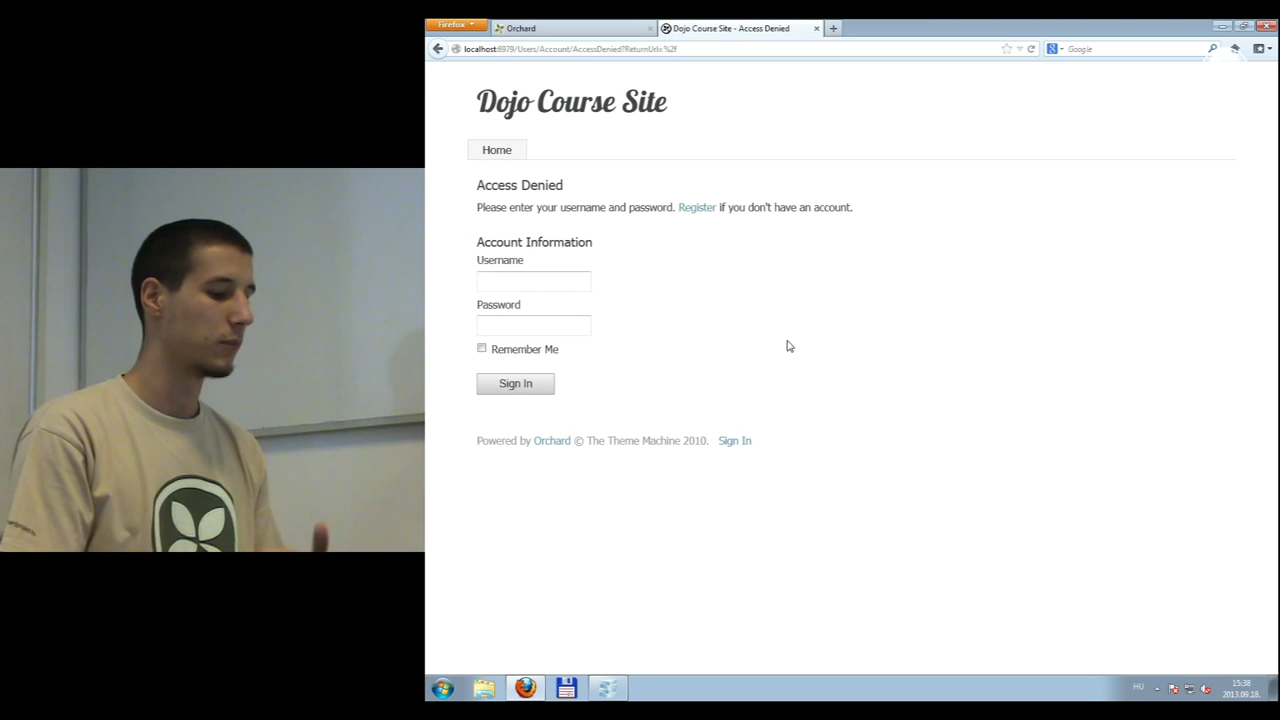 Firefox
Orchard
Dojo Course Site - Access Denied
localhost:8979/Users/Account/AccessDenied?ReturnUrl=%2f
Google
Dojo Course Site
Home
Access Denied
Please enter your username and password. Register if you don't have an account.
Account Information
Username
Password
Remember Me
Sign In
Powered by Orchard © The Theme Machine 2010. Sign In
HU
15:38
2013.09.18.